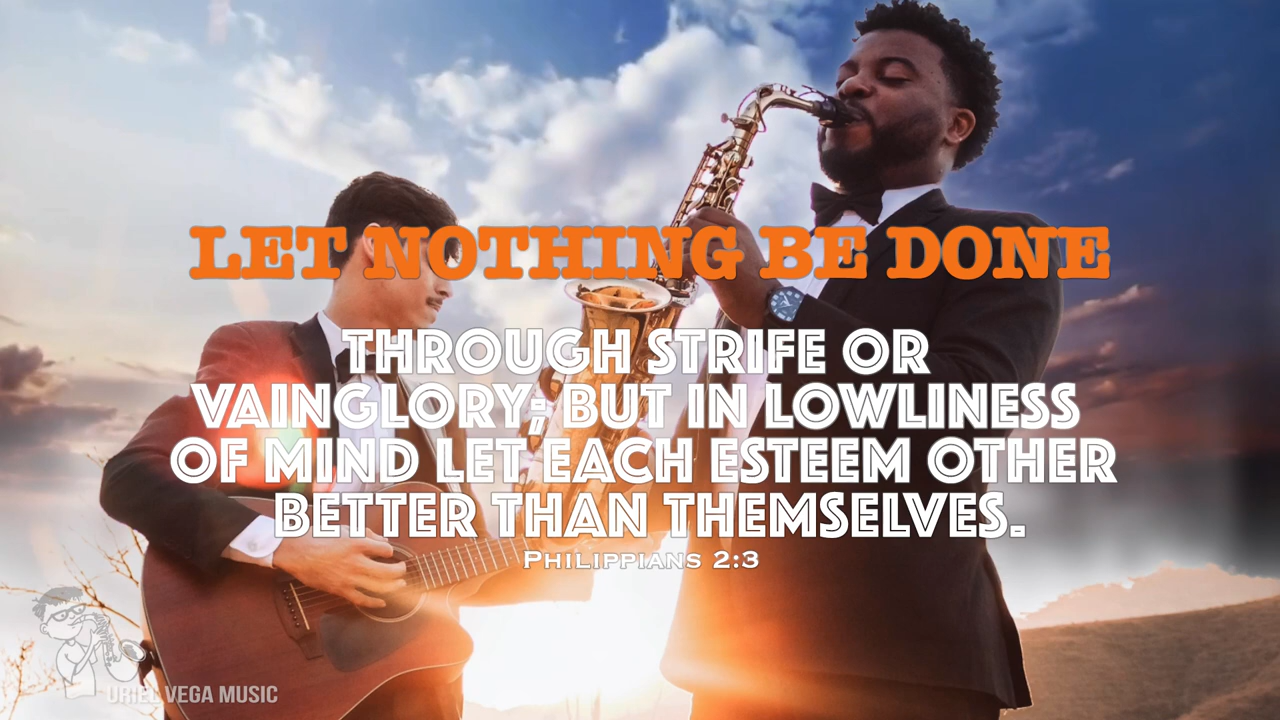 LET NOTHING BE DONE
THROUGH STRIFE OR
VAINGLORY; BUT IN LOWLINESS
OF MIND LET EACH ESTEEM OTHER
BETTER THAN THEMSELVES.
PHILIPPIANS 2:3
URIEL VEGA MUSIC